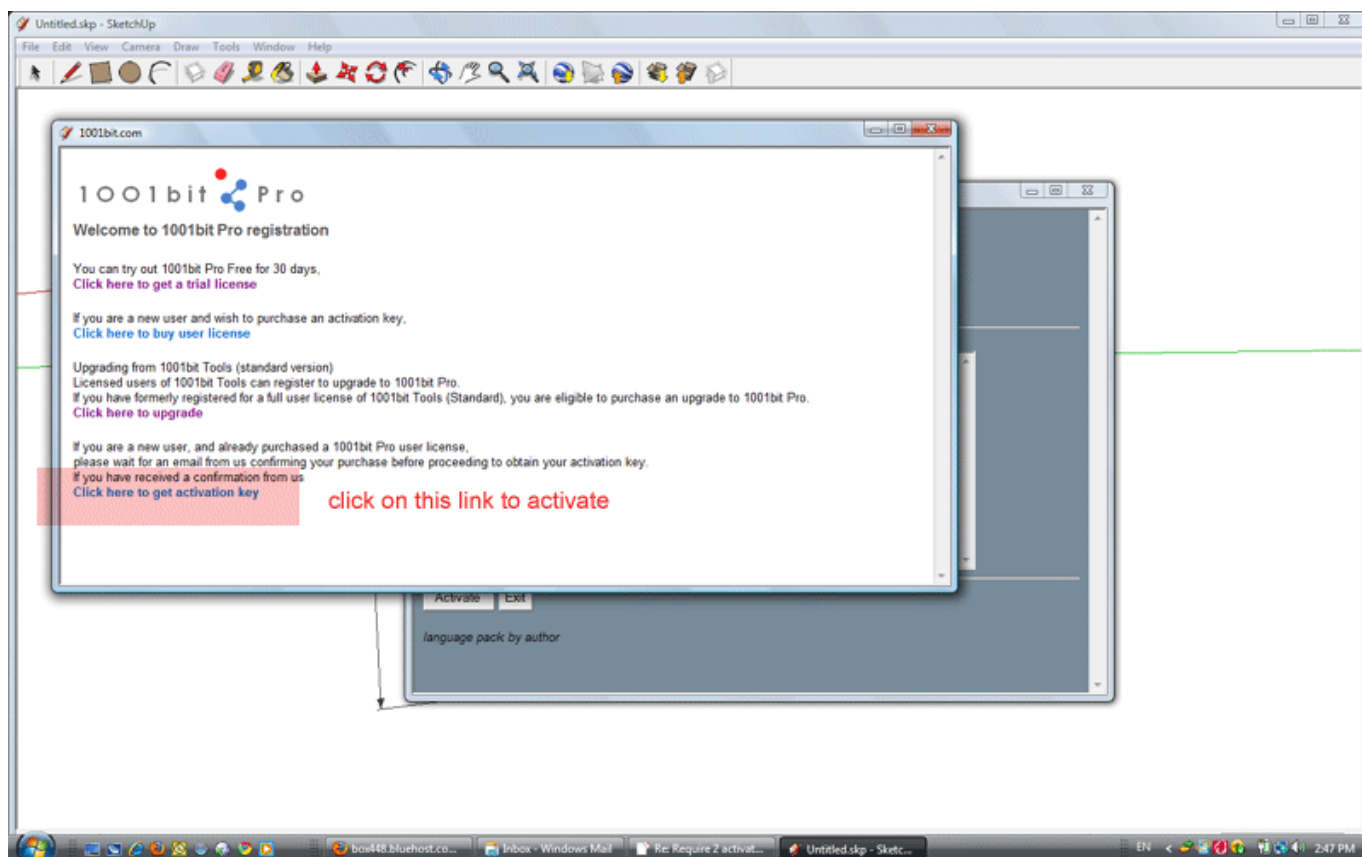 Untitled.skp - SketchUp
File Edit View Camera Draw Tools Window Help
1001bit.com
1001bit Pro
Welcome to 1001bit Pro registration
You can try out 1001bit Pro Free for 30 days,
Click here to get a trial license
If you are a new user and wish to purchase an activation key,
Click here to buy user license
Upgrading from 1001bit Tools (standard version)
Licensed users of 1001bit Tools can register to upgrade to 1001bit Pro.
If you have formerly registered for a full user license of 1001bit Tools (Standard), you are eligible to purchase an upgrade to 1001bit Pro.
Click here to upgrade
If you are a new user, and already purchased a 1001bit Pro user license,
please wait for an email from us confirming your purchase before proceeding to obtain your activation key.
If you have received a confirmation from us
Click here to get activation key
click on this link to activate
Activate Exit
language pack by author
box448.bluehost.co... Inbox - Windows Mail Re: Require 2 activat... Untitled.skp - Sketc... EN 2:47 PM